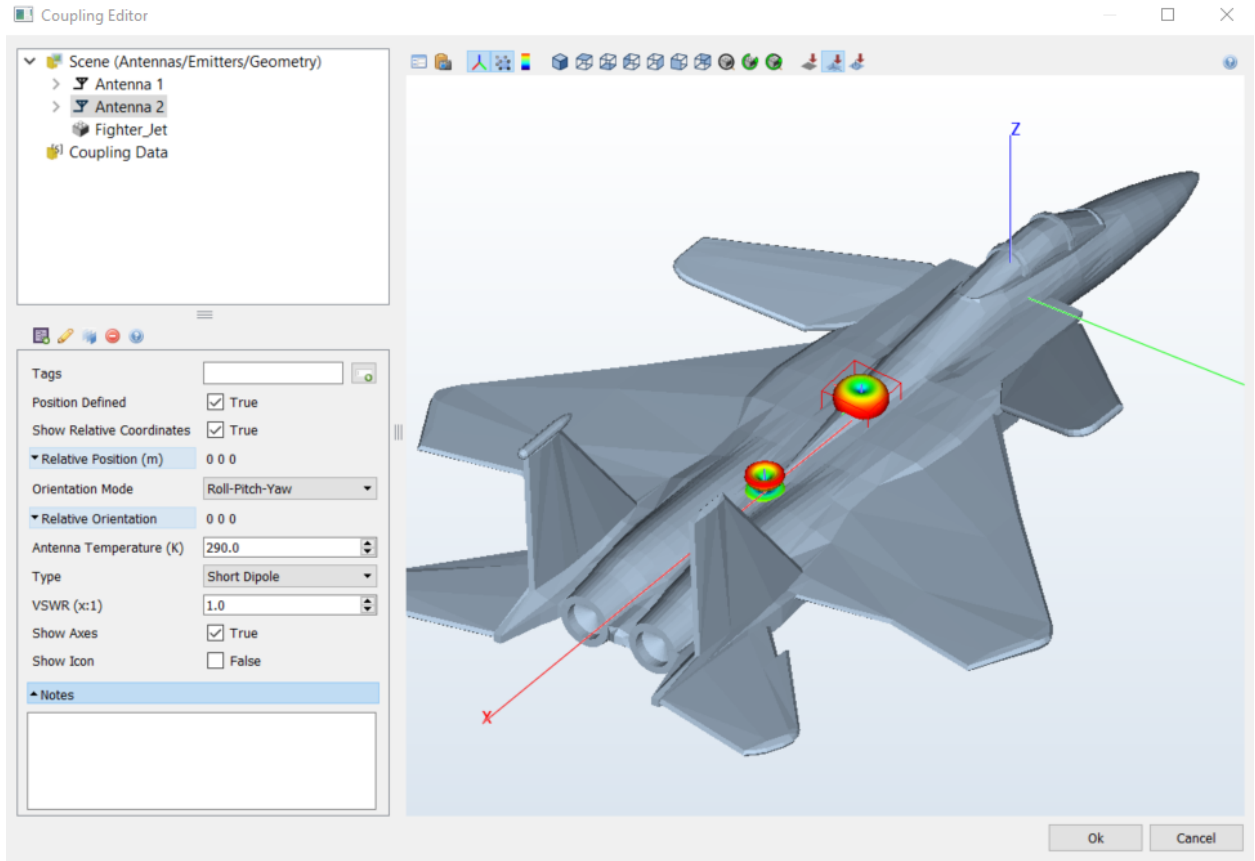 Coupling Editor
Scene (Antennas/Emitters/Geometry)
Antenna 1
Antenna 2
Fighter_Jet
Coupling Data
Tags
Position Defined True
Show Relative Coordinates True
Relative Position (m) 0 0 0
Orientation Mode Roll-Pitch-Yaw
Relative Orientation 0 0 0
Antenna Temperature (K) 290.0
Type Short Dipole
VSWR (x:1) 1.0
Show Axes True
Show Icon False
Notes
Z
X
Ok Cancel